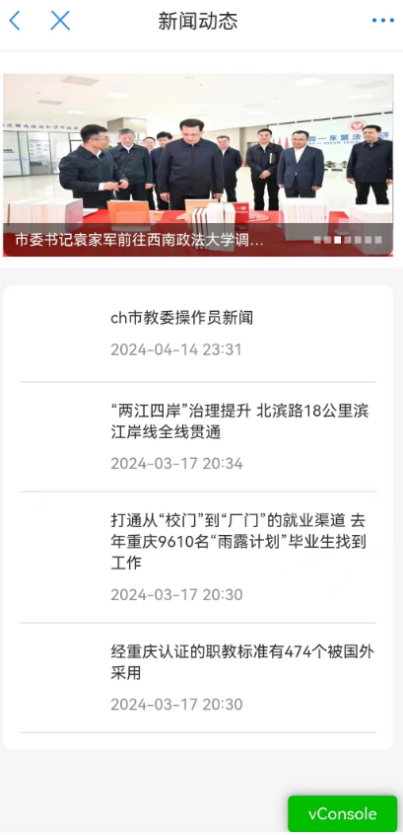 新闻动态
市委书记袁家军前往西南政法大学调…
ch市教委操作员新闻
2024-04-14 23:31
“两江四岸”治理提升 北滨路18公里滨
江岸线全线贯通
2024-03-17 20:34
打通从“校门”到“厂门”的就业渠道 去
年重庆9610名“雨露计划”毕业生找到
工作
2024-03-17 20:30
经重庆认证的职教标准有474个被国外
采用
2024-03-17 20:30
vConsole